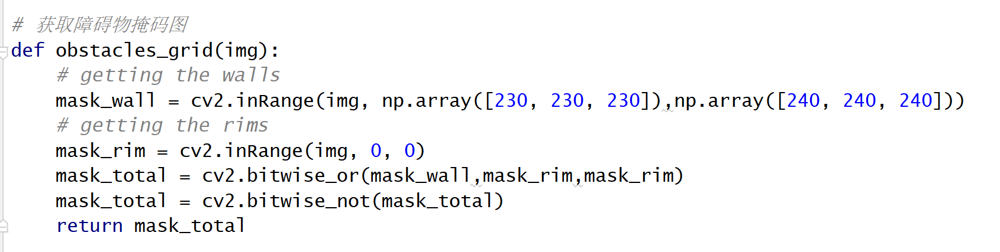 # 获取障碍物掩码图
def obstacles_grid(img):
    # getting the walls
    mask_wall = cv2.inRange(img, np.array([230, 230, 230]),np.array([240, 240, 240]))
    # getting the rims
    mask_rim = cv2.inRange(img, 0, 0)
    mask_total = cv2.bitwise_or(mask_wall,mask_rim,mask_rim)
    mask_total = cv2.bitwise_not(mask_total)
    return mask_total